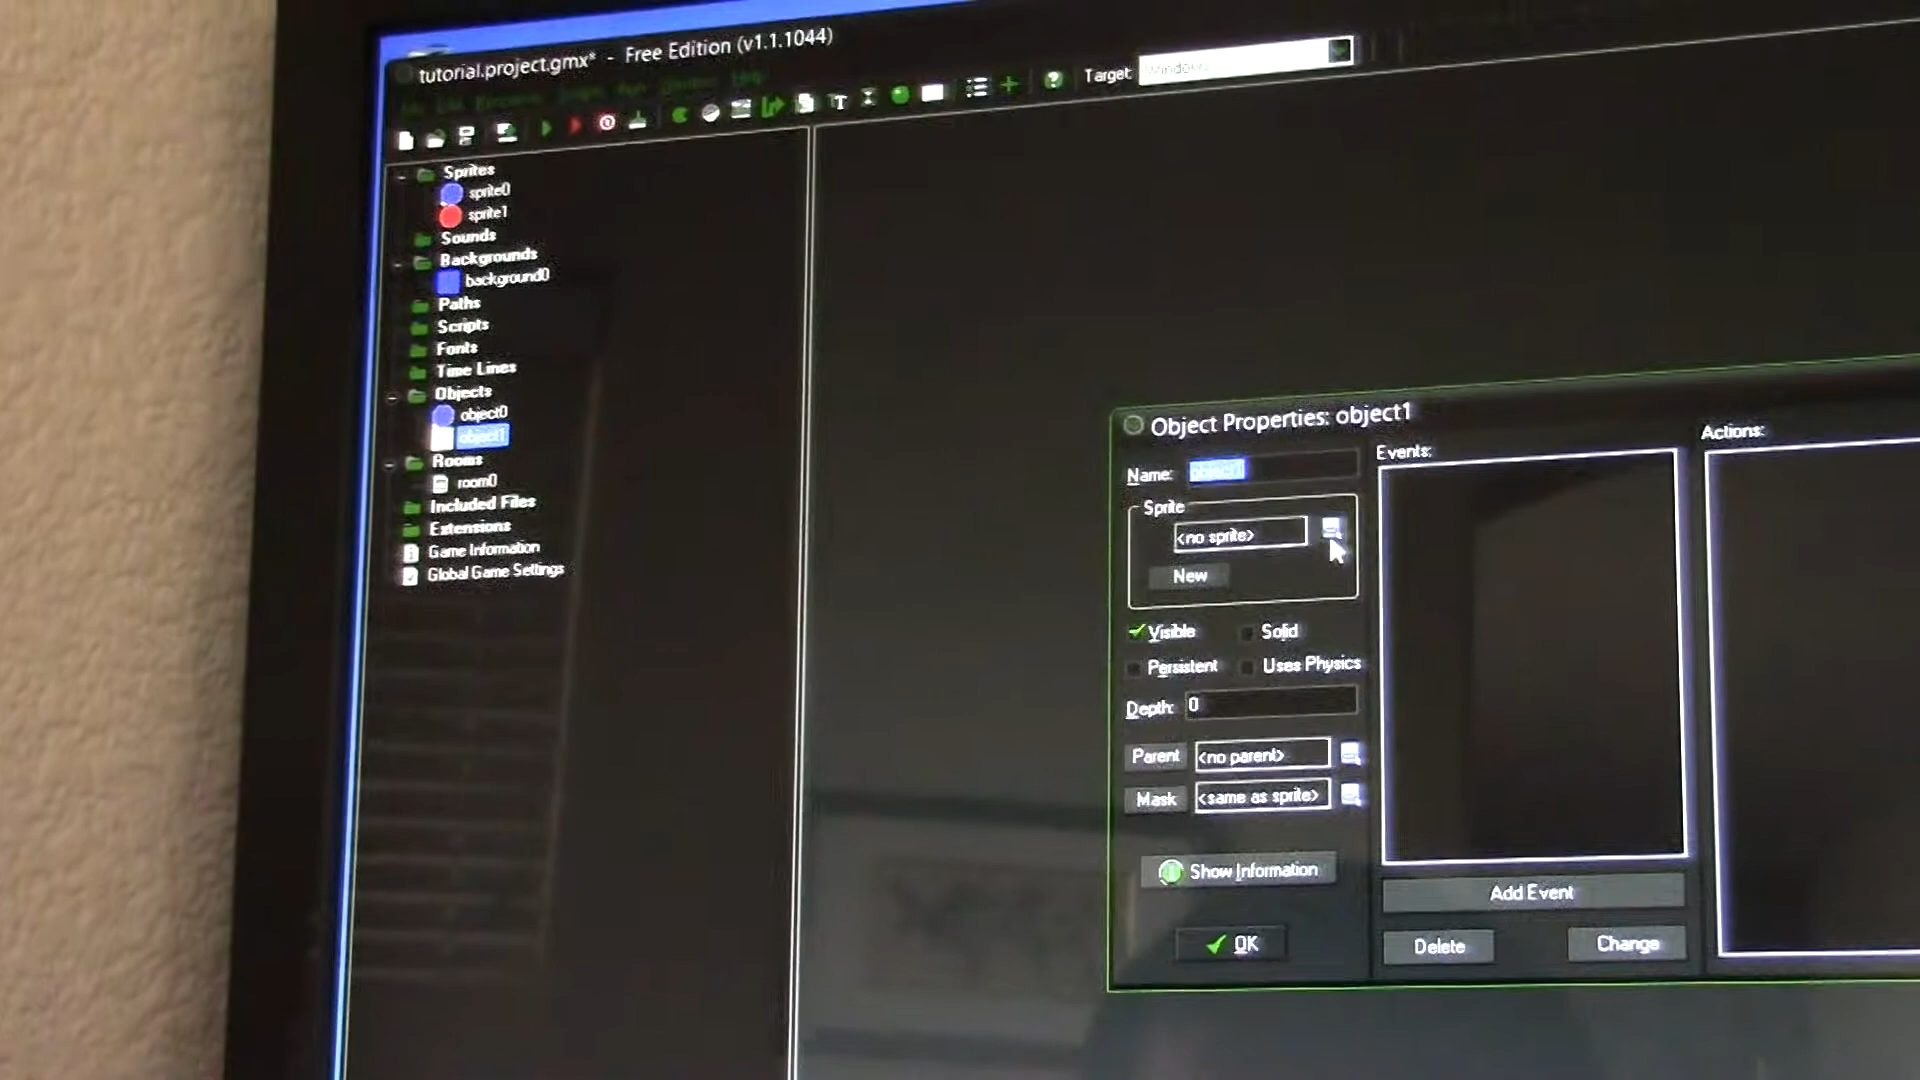 tutorial.project.gmx* - Free Edition (v1.1.1044)
Target:
Sprites
sprite0
sprite1
Sounds
Backgrounds
background0
Paths
Scripts
Fonts
Time Lines
Objects
object0
object1
Rooms
room0
Included Files
Extensions
Game Information
Global Game Settings
Object Properties: object1
Name: object1
Sprite
<no sprite>
New
Visible Solid
Persistent Uses Physics
Depth: 0
Parent <no parent>
Mask <same as sprite>
Show Information
OK
Events:
Add Event
Delete Change
Actions: